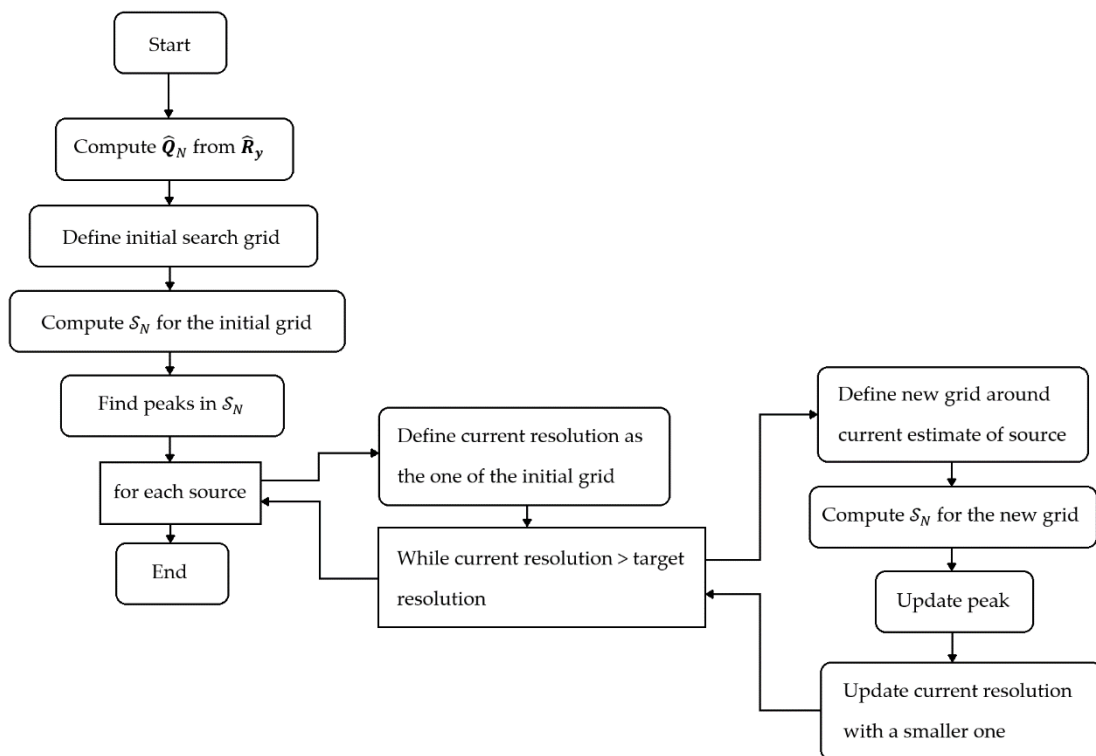 Start
Compute Q̂_N from R̂_y
Define initial search grid
Compute 𝒮_N for the initial grid
Find peaks in 𝒮_N
for each source
End
Define current resolution as
the one of the initial grid
While current resolution > target
resolution
Define new grid around
current estimate of source
Compute 𝒮_N for the new grid
Update peak
Update current resolution
with a smaller one